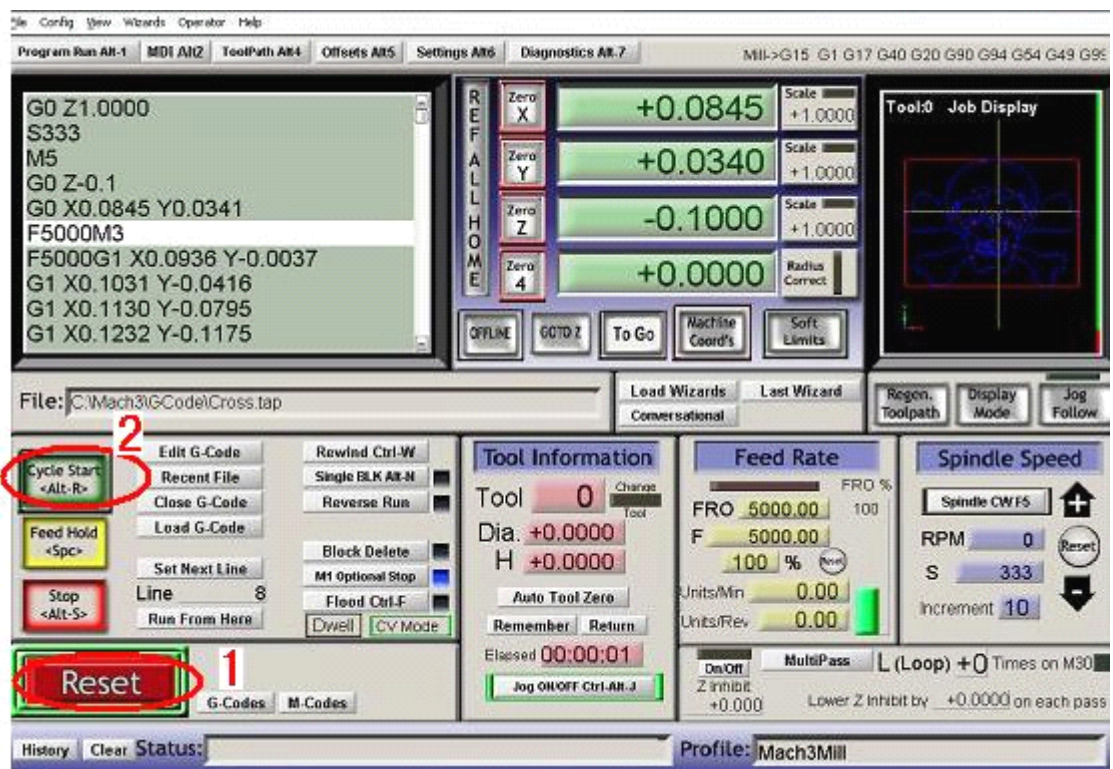 Config View Wizards Operator Help
Program Run Alt-1 MDI Alt2 ToolPath Alt4 Offsets Alt5 Settings Alt6 Diagnostics Alt-7 Mill->G15 G1 G17 G40 G20 G90 G94 G54 G49
G0 Z1.0000
S333
M5
G0 Z-0.1
G0 X0.0845 Y0.0341
F5000M3
F5000G1 X0.0936 Y-0.0037
G1 X0.1031 Y-0.0416
G1 X0.1130 Y-0.0795
G1 X0.1232 Y-0.1175
REF ALL HOME
Zero X +0.0845 Scale +1.0000
Zero Y +0.0340 Scale +1.0000
Zero Z -0.1000 Scale +1.0000
Zero 4 +0.0000 Radius Correct
OFFLINE GOTO Z To Go Machine Coord's Soft Limits
Tool:0 Job Display
File: C:\Mach3\GCode\Cross.tap
Load Wizards Last Wizard
Conversational
Regen. Toolpath Display Mode Jog Follow
2
Cycle Start
<Alt-R>
Feed Hold
<Spc>
Stop
<Alt-S>
Edit G-Code
Recent File
Close G-Code
Load G-Code
Set Next Line
Line 8
Run From Here
Rewind Ctrl-W
Single BLK Alt-N
Reverse Run
Block Delete
M1 Optional Stop
Flood Ctrl-F
Dwell CV Mode
Tool Information
Tool 0 Change Tool
Dia. +0.0000
H +0.0000
Auto Tool Zero
Remember Return
Elapsed 00:00:01
Jog ON/OFF Ctrl-Alt-J
Feed Rate
FRO %
FRO 5000.00 100
F 5000.00
100 % Reset
Units/Min 0.00
Units/Rev 0.00
Spindle Speed
Spindle CW F5
RPM 0 Reset
S 333
Increment 10
Reset
1
G-Codes M-Codes
On/Off
Z Inhibit
+0.000
MultiPass L (Loop) +0 Times on M30
Lower Z Inhibit by +0.0000 on each pass
History Clear Status:
Profile: Mach3Mill